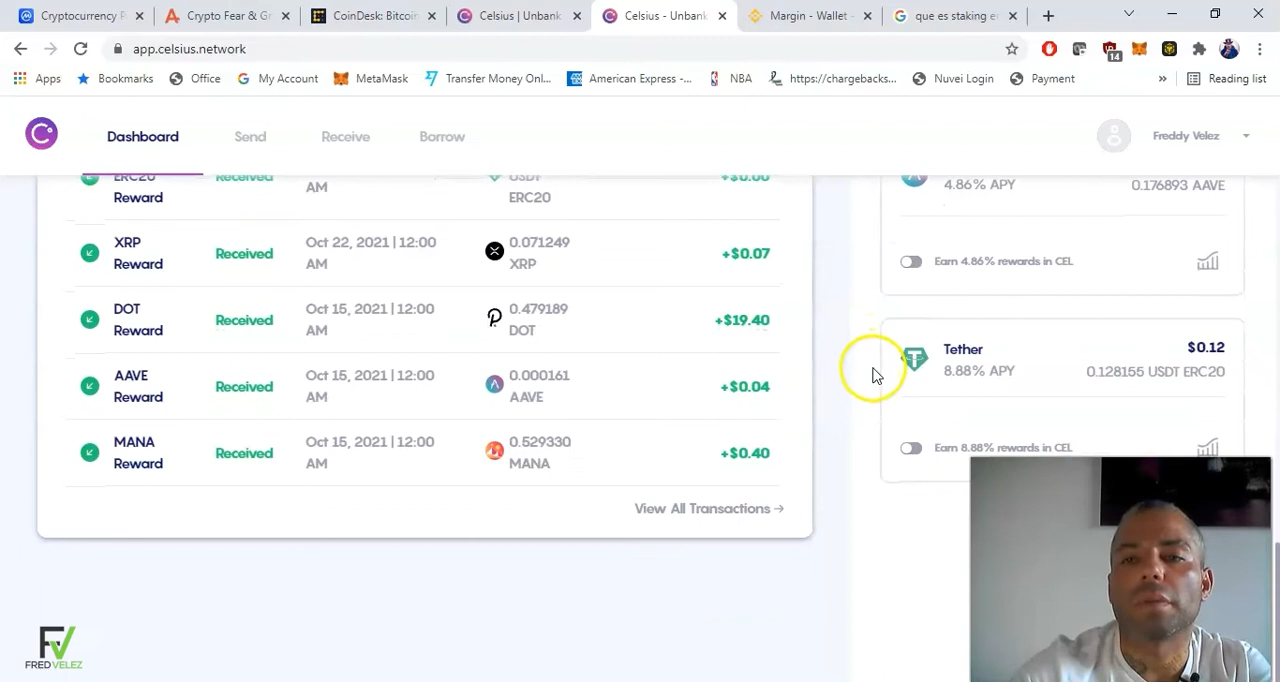 Cryptocurrency P
Crypto Fear & Gr
CoinDesk: Bitcoin
Celsius | Unbank
Celsius - Unbank
Margin - Wallet -
que es staking e
app.celsius.network
14
Apps
Bookmarks
Office
My Account
MetaMask
Transfer Money Onl...
American Express -...
NBA
https://chargebacks...
Nuvei Login
Payment
»
Reading list
Dashboard
Send
Receive
Borrow
Freddy Velez
ERC20
Reward
Received
AM
USDT
ERC20
+$0.00
XRP
Reward
Received
Oct 22, 2021 | 12:00
AM
0.071249
XRP
+$0.07
DOT
Reward
Received
Oct 15, 2021 | 12:00
AM
0.479189
DOT
+$19.40
AAVE
Reward
Received
Oct 15, 2021 | 12:00
AM
0.000161
AAVE
+$0.04
MANA
Reward
Received
Oct 15, 2021 | 12:00
AM
0.529330
MANA
+$0.40
View All Transactions →
4.86% APY
0.176893 AAVE
Earn 4.86% rewards in CEL
Tether
$0.12
8.88% APY
0.128155 USDT ERC20
Earn 8.88% rewards in CEL
FV
FREDVELEZ